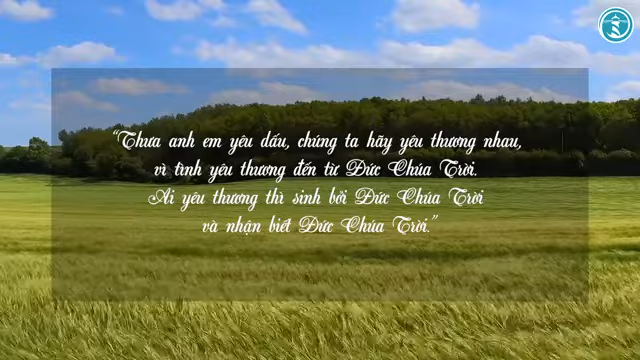 “Thưa anh em yêu dấu, chúng ta hãy yêu thương nhau,
vì tình yêu thương đến từ Đức Chúa Trời.
Ai yêu thương thì sinh bởi Đức Chúa Trời
và nhận biết Đức Chúa Trời.”